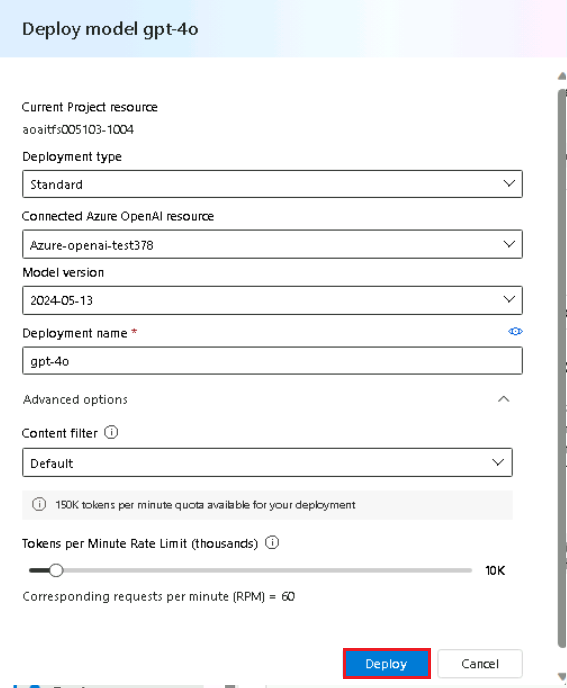 Deploy model gpt-4o
Current Project resource
aoaitfs005103-1004
Deployment type
Standard
Connected Azure OpenAI resource
Azure-openai-test378
Model version
2024-05-13
Deployment name *
gpt-4o
Advanced options
Content filter
Default
150K tokens per minute quota available for your deployment
Tokens per Minute Rate Limit (thousands)
10K
Corresponding requests per minute (RPM) = 60
Deploy Cancel